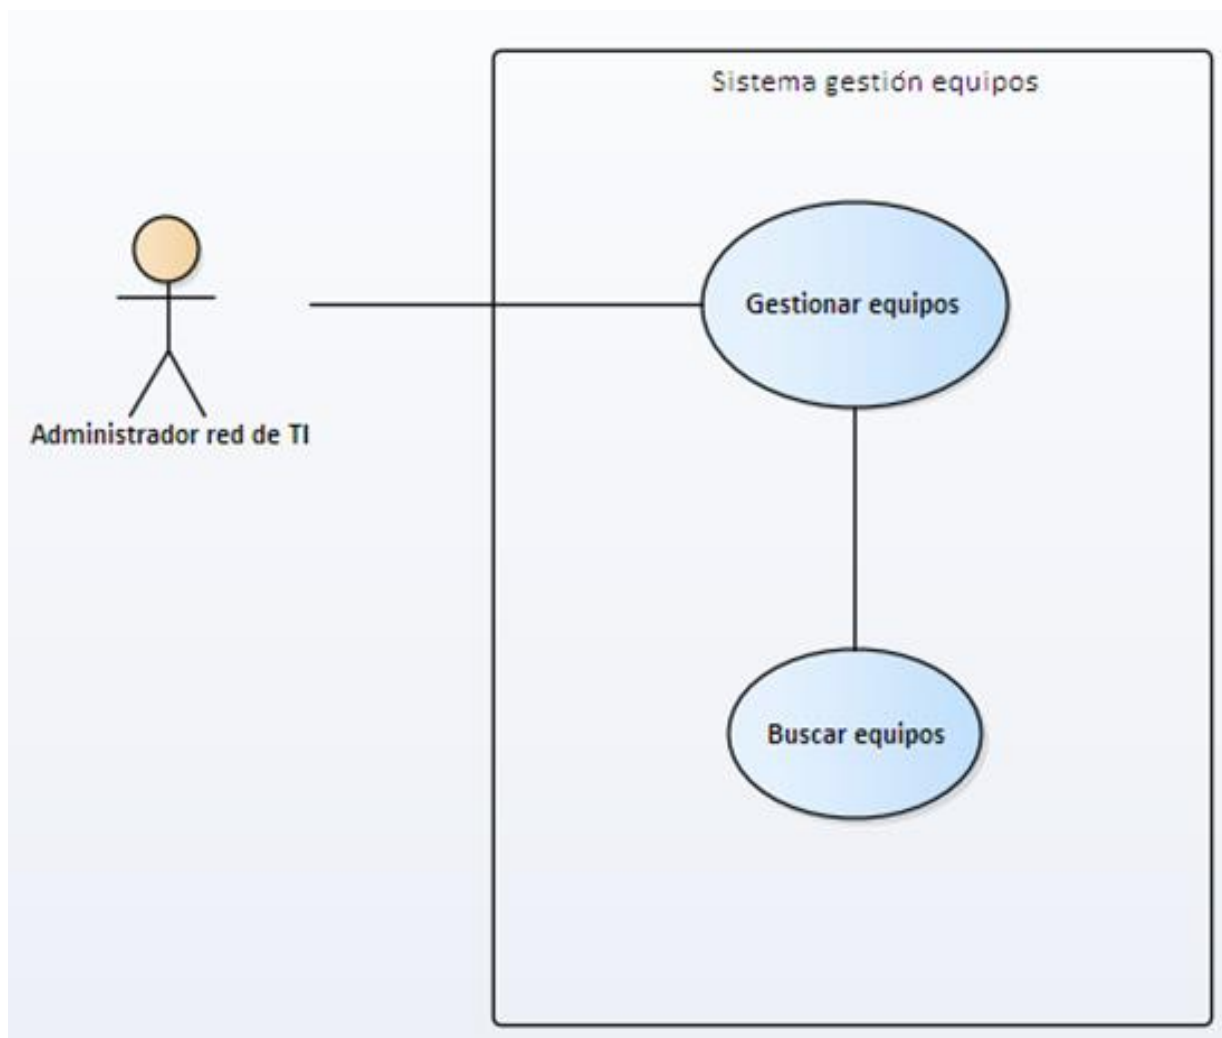 Sistema gestión equipos
Gestionar equipos
Administrador red de TI
Buscar equipos